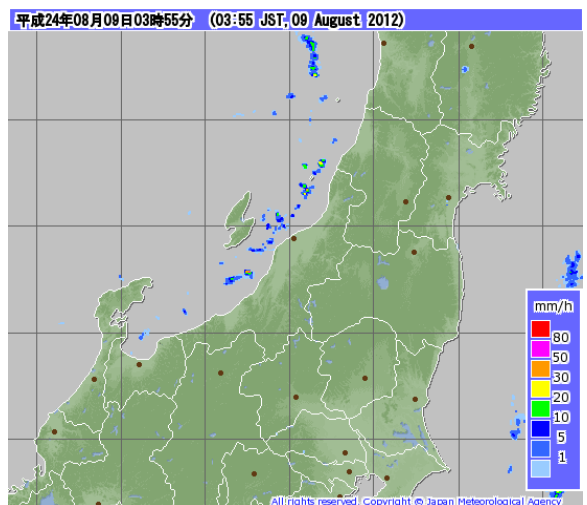 平成24年08月09日03時55分 (03:55 JST, 09 August 2012)
mm/h
80
50
30
20
10
5
1
All rights reserved. Copyright © Japan Meteorological Agency